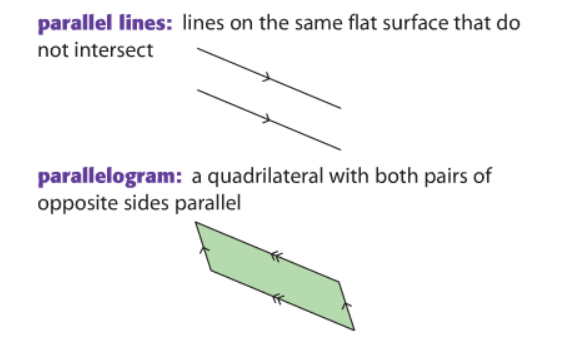 parallel lines: lines on the same flat surface that do
not intersect
parallelogram: a quadrilateral with both pairs of
opposite sides parallel